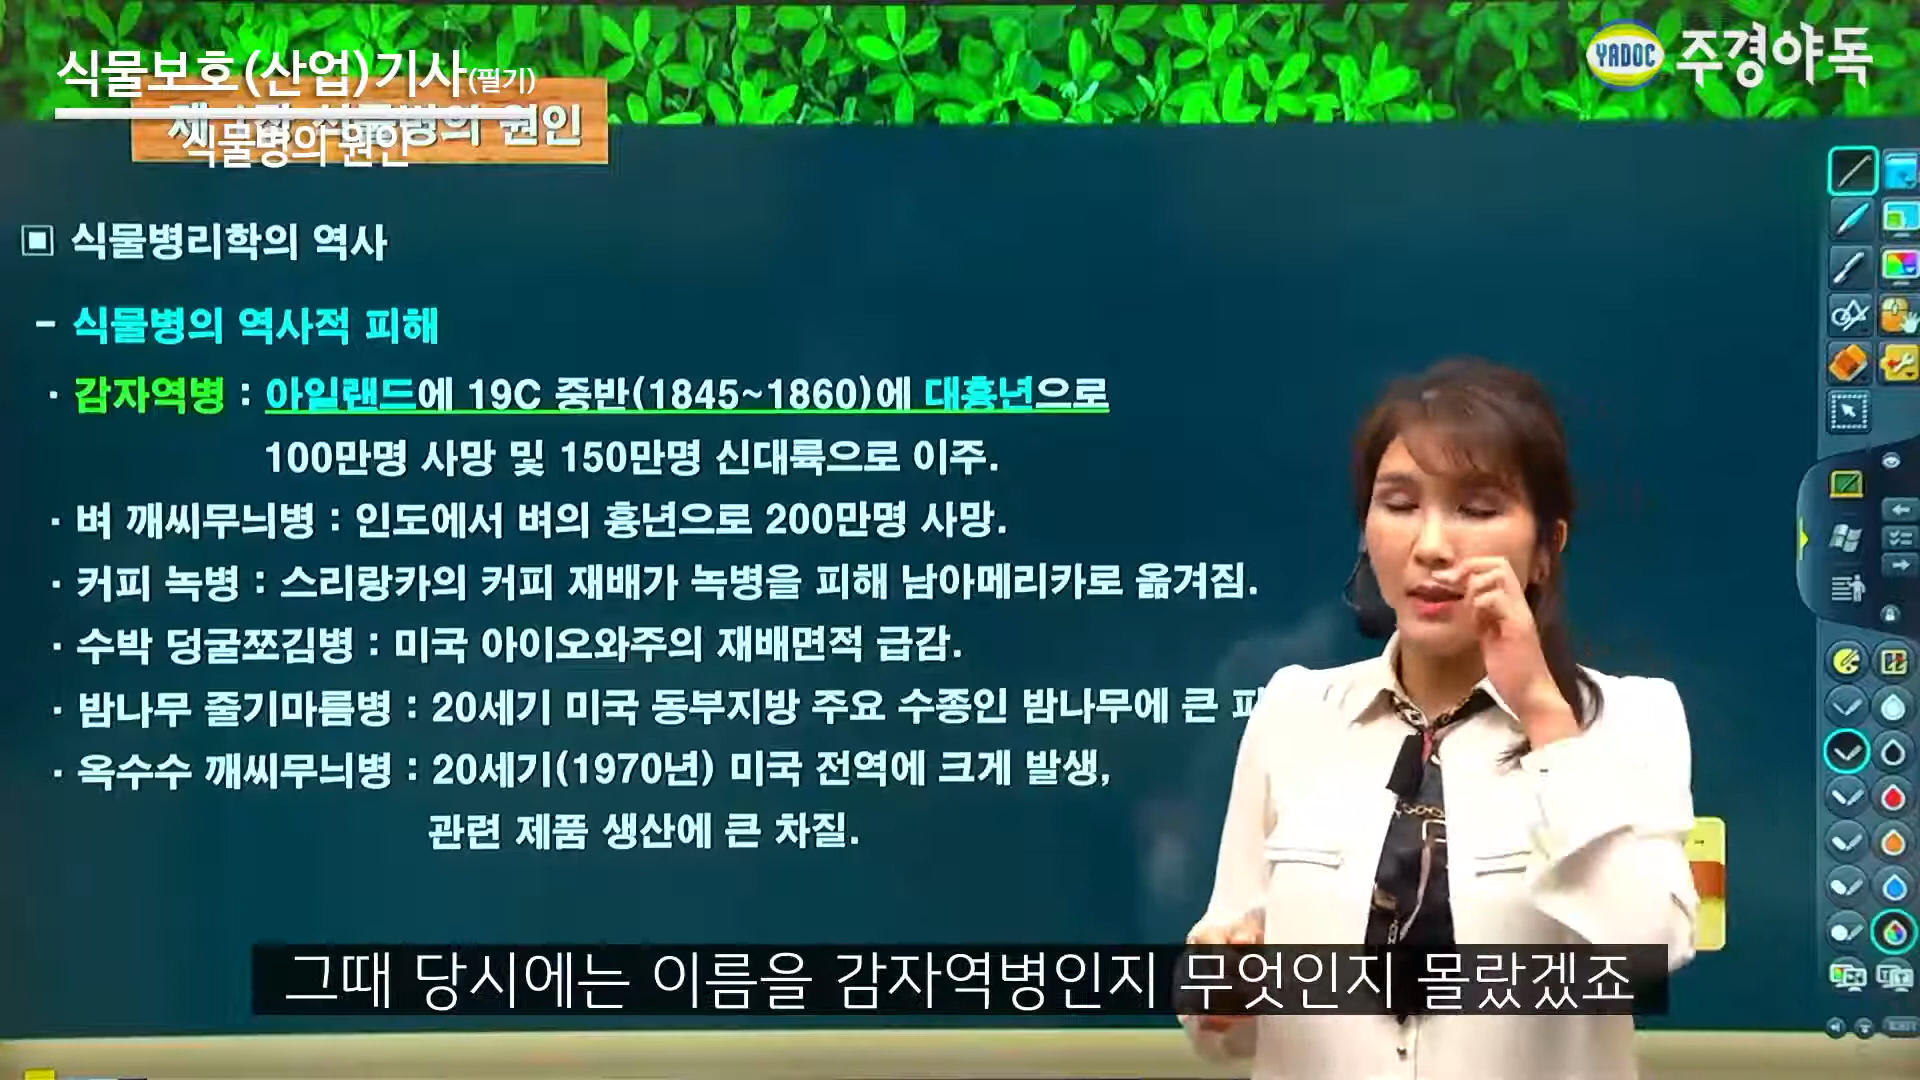 식물보호(산업)기사(필기)
식물병의 원인
YADOC 주경야독
식물병의 원인
▣ 식물병리학의 역사
- 식물병의 역사적 피해
· 감자역병 : 아일랜드에 19C 중반(1845~1860)에 대흉년으로
100만명 사망 및 150만명 신대륙으로 이주.
· 벼 깨씨무늬병 : 인도에서 벼의 흉년으로 200만명 사망.
· 커피 녹병 : 스리랑카의 커피 재배가 녹병을 피해 남아메리카로 옮겨짐.
· 수박 덩굴쪼김병 : 미국 아이오와주의 재배면적 급감.
· 밤나무 줄기마름병 : 20세기 미국 동부지방 주요 수종인 밤나무에 큰
· 옥수수 깨씨무늬병 : 20세기(1970년) 미국 전역에 크게 발생,
관련 제품 생산에 큰 차질.
그때 당시에는 이름을 감자역병인지 무엇인지 몰랐겠죠